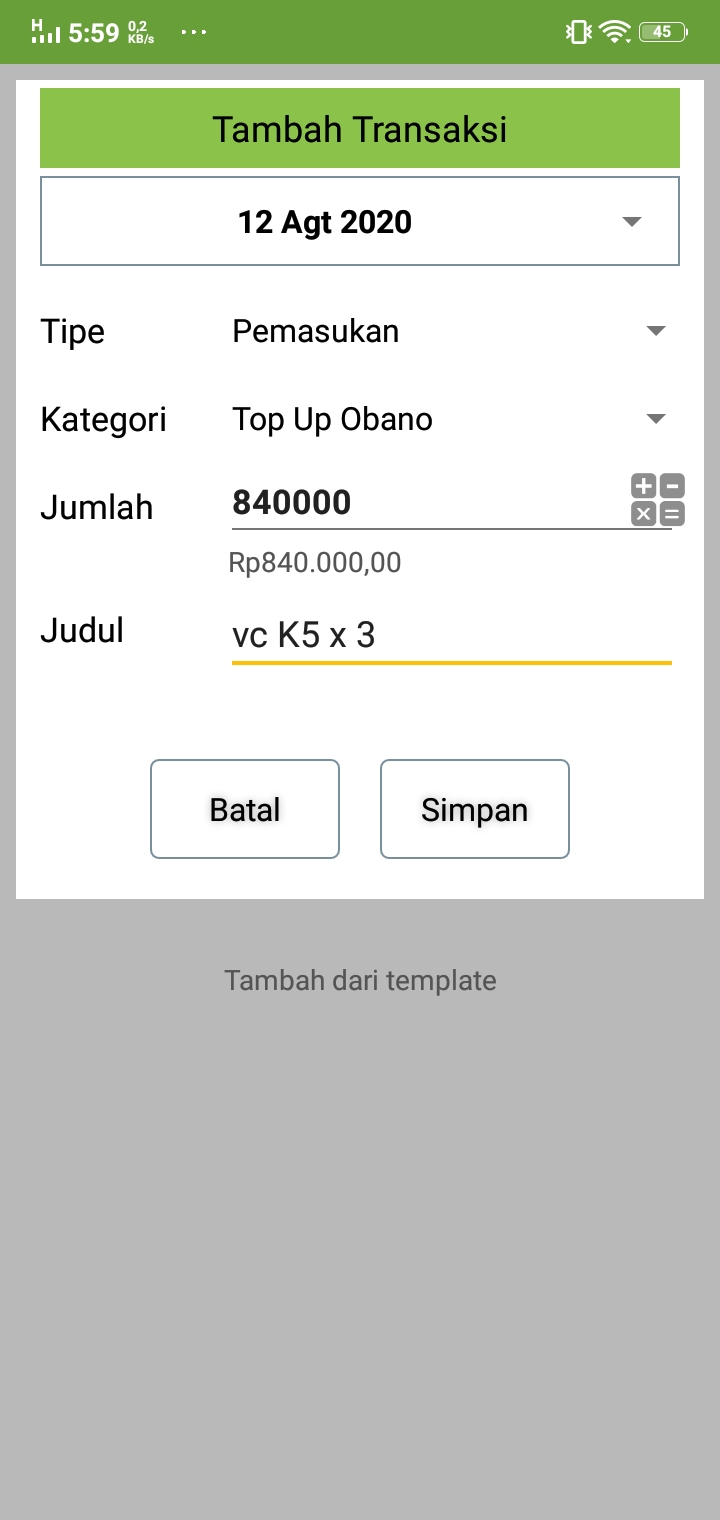 H 5:59 0,2 KB/s ... 45
Tambah Transaksi
12 Agt 2020
Tipe Pemasukan
Kategori Top Up Obano
Jumlah 840000
Rp840.000,00
Judul vc K5 x 3
Batal Simpan
Tambah dari template